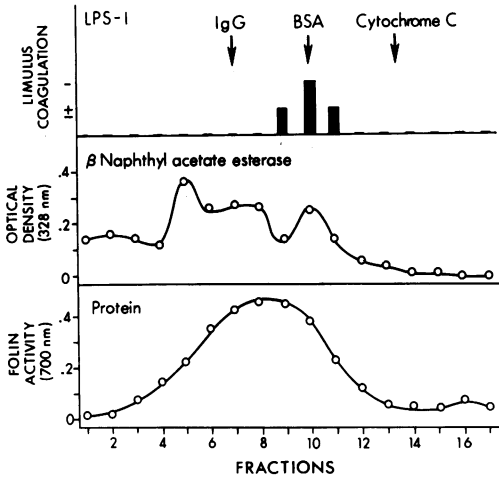 LPS-I
IgG
BSA
Cytochrome C
LIMULUS
COAGULATION
-
±
β Naphthyl acetate esterase
OPTICAL
DENSITY
(328 nm)
.4
.2
0
Protein
FOLIN
ACTIVITY
(700 nm)
.4
.2
0
2 4 6 8 10 12 14 16
FRACTIONS